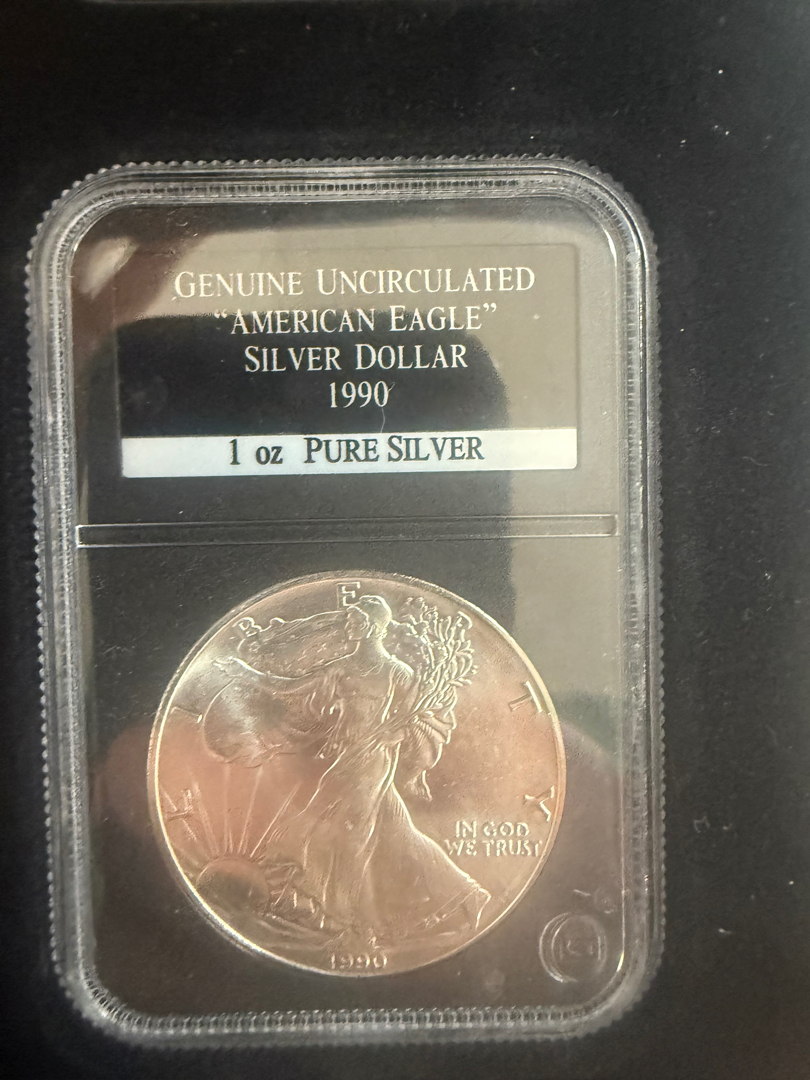 GENUINE UNCIRCULATED
“AMERICAN EAGLE”
SILVER DOLLAR
1990
1 oz PURE SILVER
LIBERTY
IN GOD
WE TRUST
1990